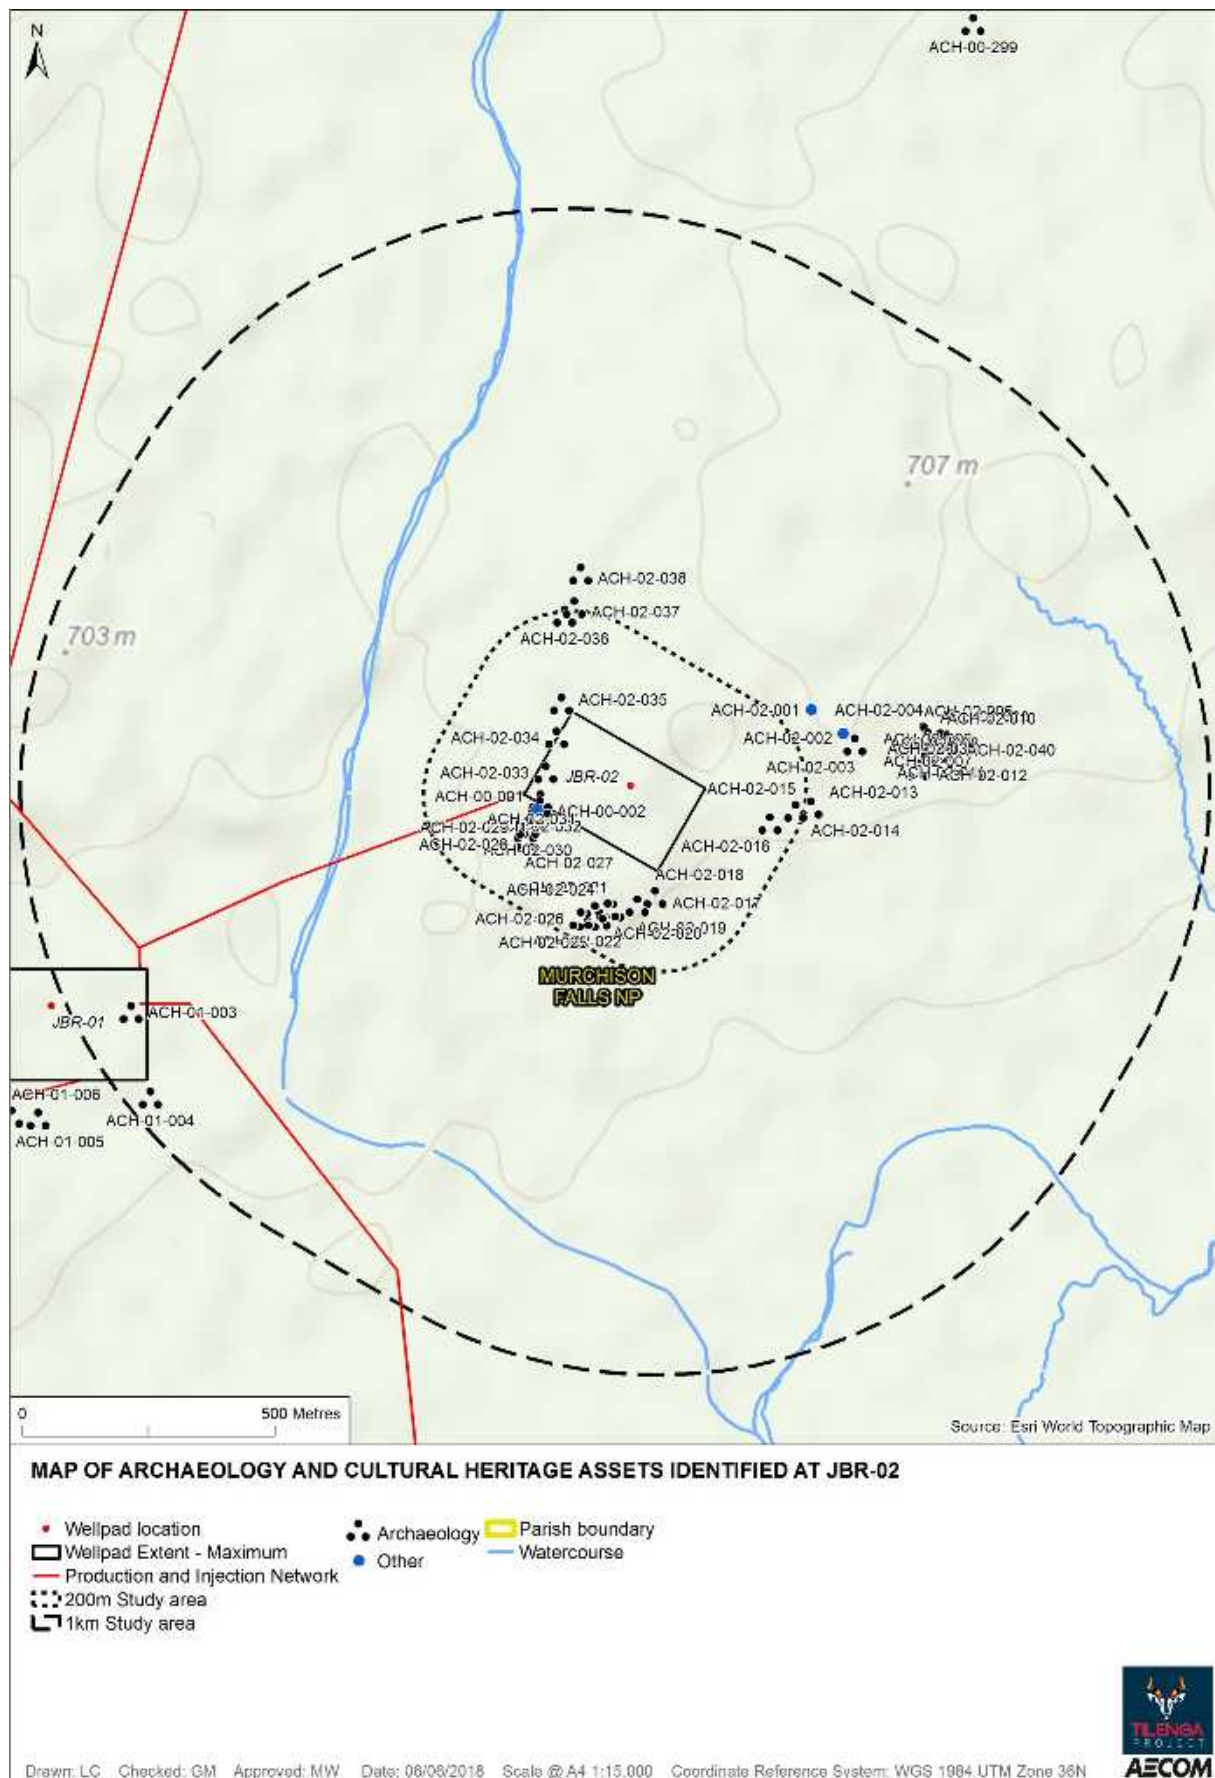 N
ACH-00-299
707 m
703 m
ACH-02-038
ACH-02-037
ACH-02-036
ACH-02-035
ACH-02-034
ACH-02-033
JBR-02
ACH-00-002
ACH-02-001
ACH-02-004
ACH-02-010
ACH-02-002
ACH-02-040
ACH-02-003
ACH-02-007
ACH-02-012
ACH-02-015
ACH-02-013
ACH-02-014
ACH-02-016
ACH-02-030
ACH-02-027
ACH-02-018
ACH-02-024
ACH-02-017
ACH-02-026
ACH-02-019
ACH-02-020
MURCHISON
FALLS NP
JBR-01
ACH-01-003
ACH-01-006
ACH-01-004
ACH-01-005
0 500 Metres
Source: Esri World Topographic Map
MAP OF ARCHAEOLOGY AND CULTURAL HERITAGE ASSETS IDENTIFIED AT JBR-02
Wellpad location
Wellpad Extent - Maximum
Production and Injection Network
200m Study area
1km Study area
Archaeology
Other
Parish boundary
Watercourse
TILENGA
PROJECT
AECOM
Drawn: LC Checked: GM Approved: MW Date: 06/06/2018 Scale @ A4 1:15,000 Coordinate Reference System: WGS 1984 UTM Zone 36N